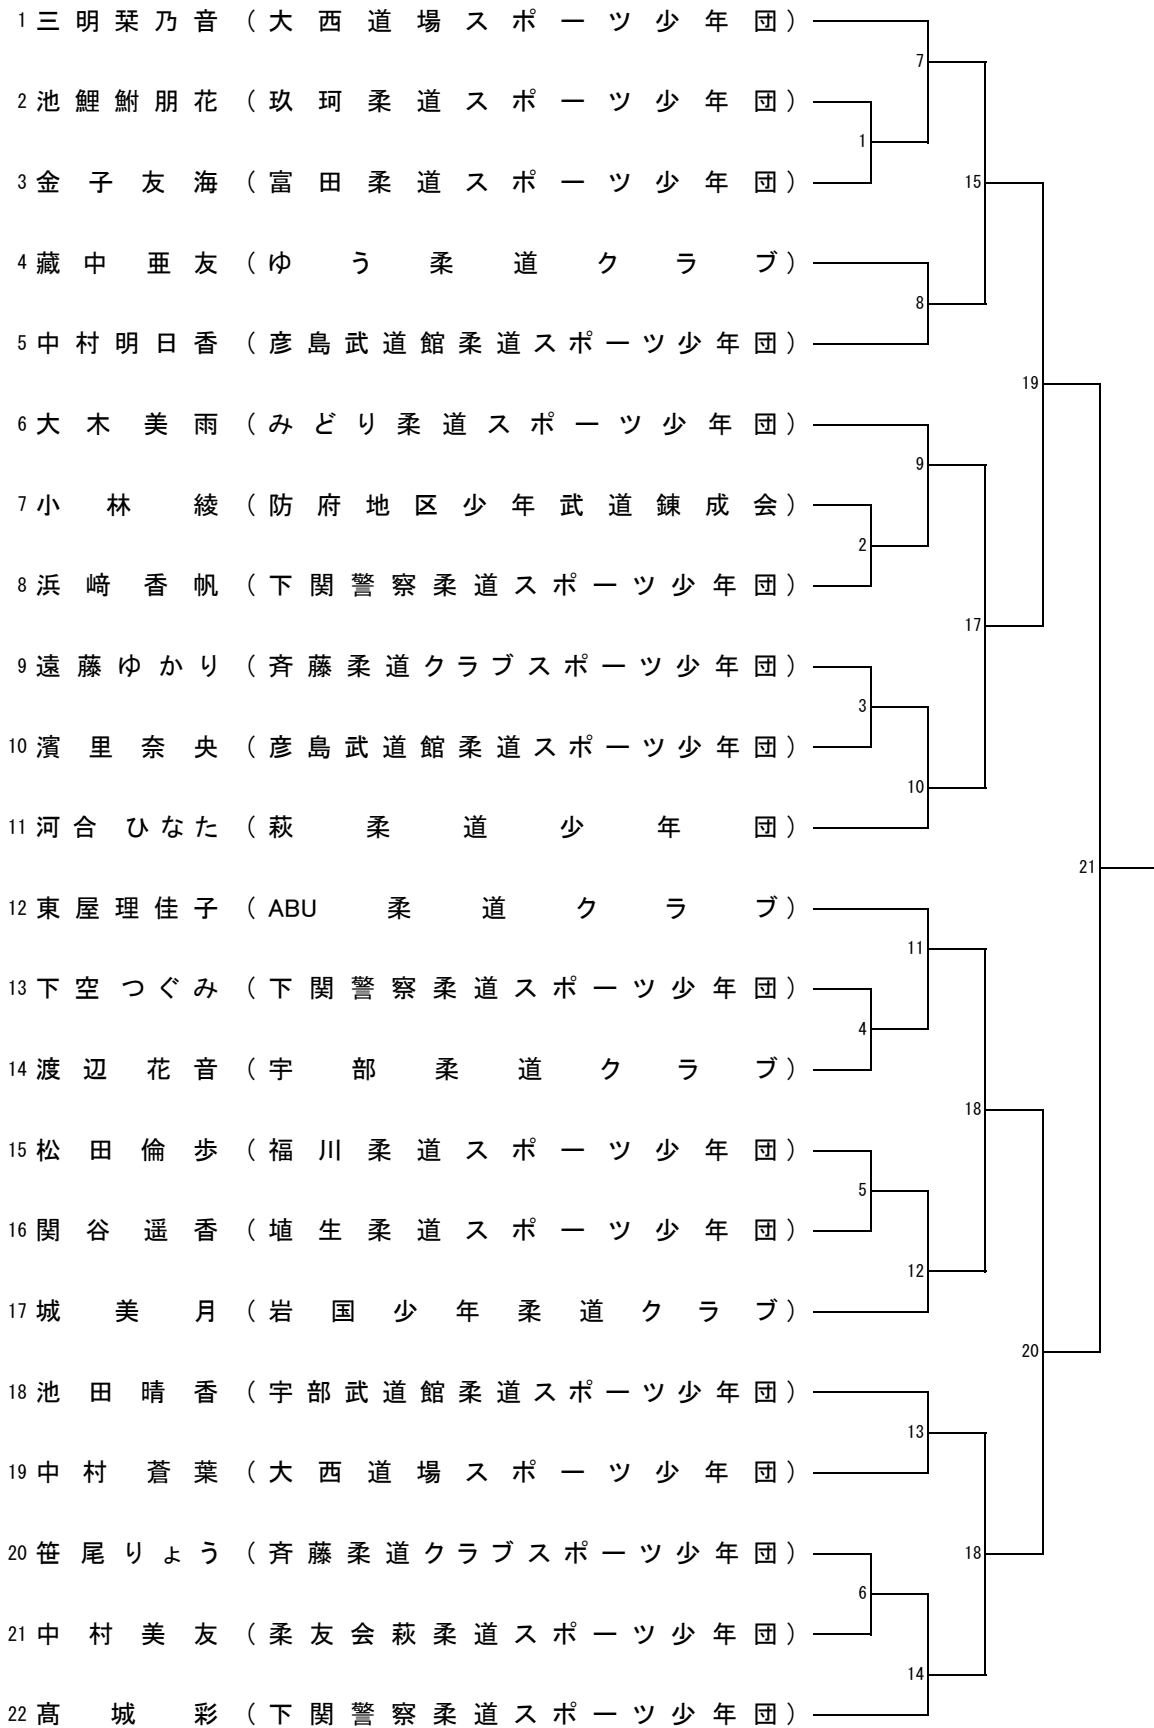 1 三明栞乃音 （大西道場スポーツ少年団）
7
2 池鯉鮒朋花 （玖珂柔道スポーツ少年団）
1
3 金子友海 （富田柔道スポーツ少年団）
15
4 藏中亜友 （ゆう柔道クラブ）
8
5 中村明日香 （彦島武道館柔道スポーツ少年団）
19
6 大木美雨 （みどり柔道スポーツ少年団）
9
7 小林綾 （防府地区少年武道錬成会）
2
8 浜﨑香帆 （下関警察柔道スポーツ少年団）
17
9 遠藤ゆかり （斉藤柔道クラブスポーツ少年団）
3
10 濱里奈央 （彦島武道館柔道スポーツ少年団）
10
11 河合ひなた （萩柔道少年団）
21
12 東屋理佳子 （ABU柔道クラブ）
11
13 下空つぐみ （下関警察柔道スポーツ少年団）
4
14 渡辺花音 （宇部柔道クラブ）
18
15 松田倫歩 （福川柔道スポーツ少年団）
5
16 関谷遥香 （埴生柔道スポーツ少年団）
12
17 城美月 （岩国少年柔道クラブ）
20
18 池田晴香 （宇部武道館柔道スポーツ少年団）
13
19 中村蒼葉 （大西道場スポーツ少年団）
20 笹尾りょう （斉藤柔道クラブスポーツ少年団）
18
6
21 中村美友 （柔友会萩柔道スポーツ少年団）
14
22 髙城彩 （下関警察柔道スポーツ少年団）